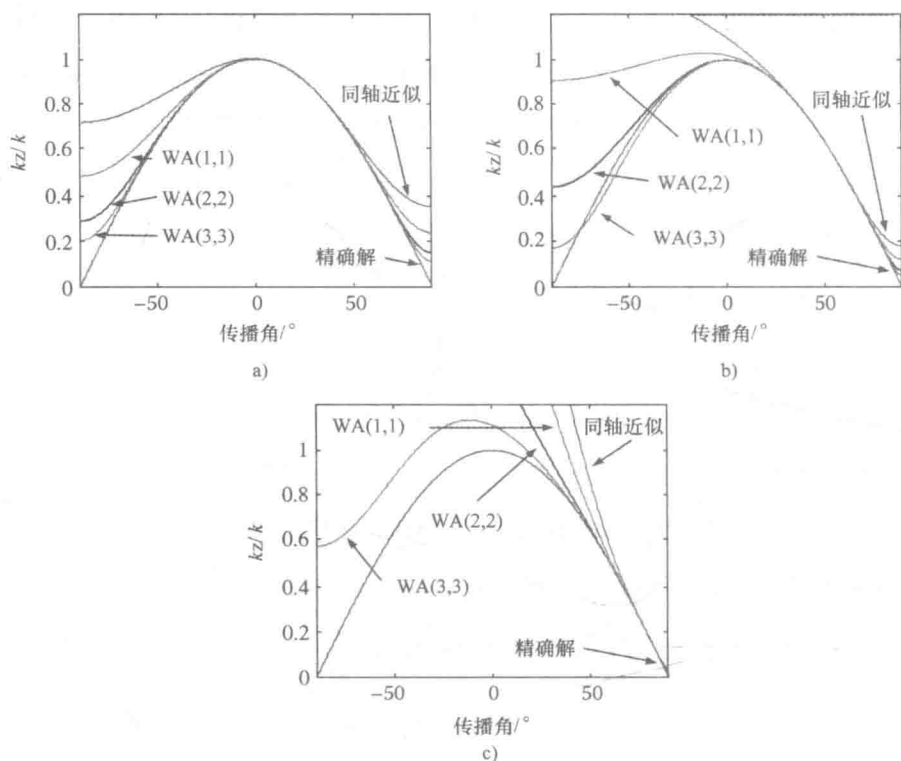 1
0.8
0.6
0.4
0.2
0
kz/k
同轴近似
WA(1,1)
WA(2,2)
WA(3,3)
精确解
-50
0
50
传播角/°
a)
1
0.8
0.6
0.4
0.2
0
kz/k
同轴近似
WA(1,1)
WA(2,2)
WA(3,3)
精确解
-50
0
50
传播角/°
b)
WA(1,1)
同轴近似
1
0.8
0.6
0.4
0.2
0
kz/k
WA(2,2)
WA(3,3)
精确解
-50
0
50
传播角/°
c)